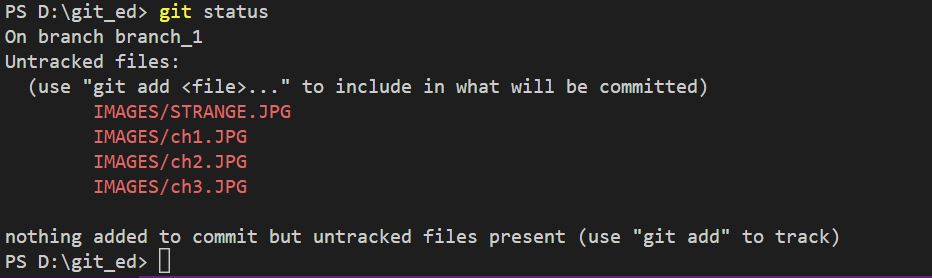 PS D:\git_ed> git status
On branch branch_1
Untracked files:
  (use "git add <file>..." to include in what will be committed)
        IMAGES/STRANGE.JPG
        IMAGES/ch1.JPG
        IMAGES/ch2.JPG
        IMAGES/ch3.JPG

nothing added to commit but untracked files present (use "git add" to track)
PS D:\git_ed>